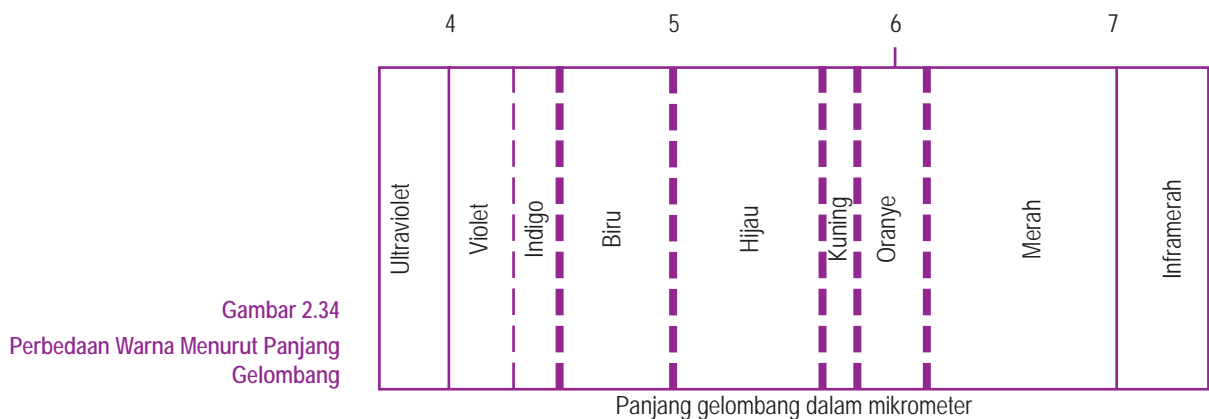 4 5 6 7
Ultraviolet
Violet
Indigo
Biru
Hijau
Kuning
Oranye
Merah
Inframerah
Gambar 2.34
Perbedaan Warna Menurut Panjang
Gelombang
Panjang gelombang dalam mikrometer